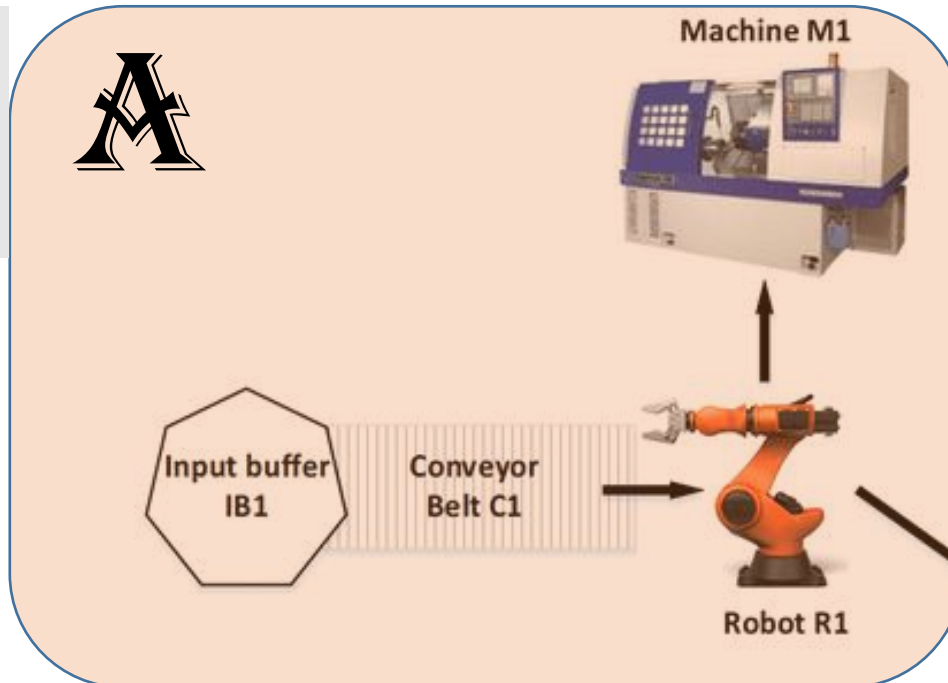 Machine M1
A
Input buffer
IB1
Conveyor
Belt C1
Robot R1